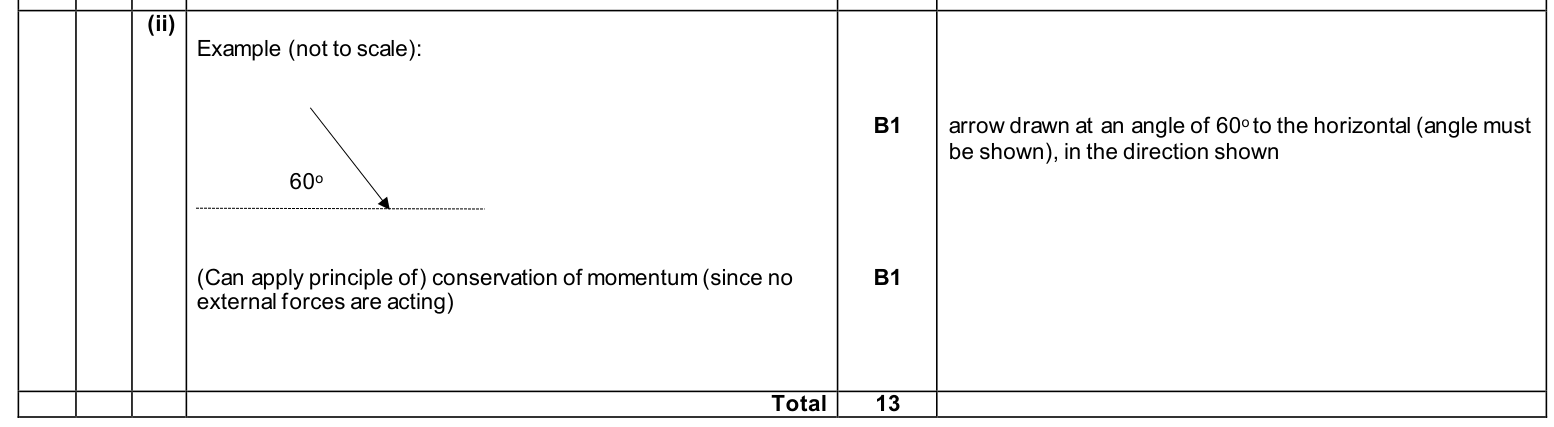 (ii)
Example (not to scale):
60º
B1
arrow drawn at an angle of 60º to the horizontal (angle must
be shown), in the direction shown
(Can apply principle of) conservation of momentum (since no
external forces are acting)
B1
Total
13